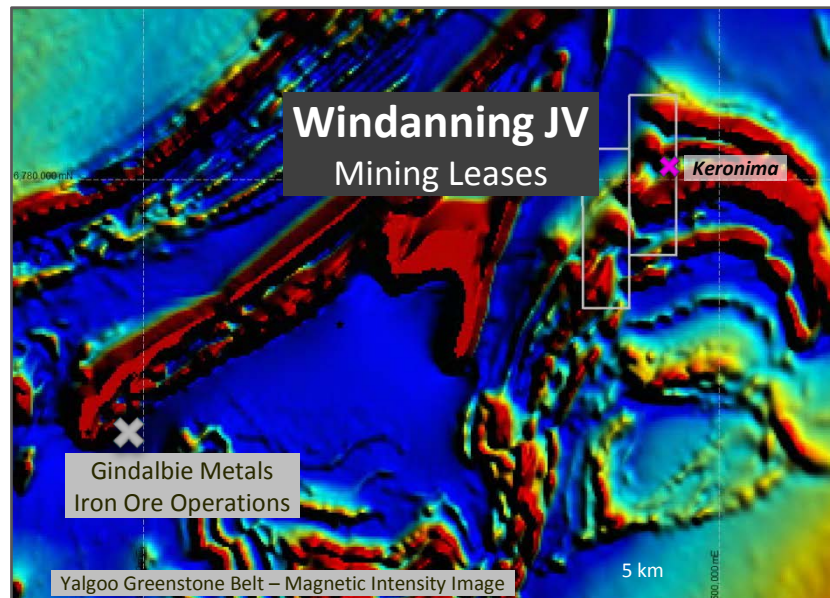 Windanning JV
Mining Leases
6 780 000 mN
Keronima
Gindalbie Metals
Iron Ore Operations
5 km
Yalgoo Greenstone Belt – Magnetic Intensity Image